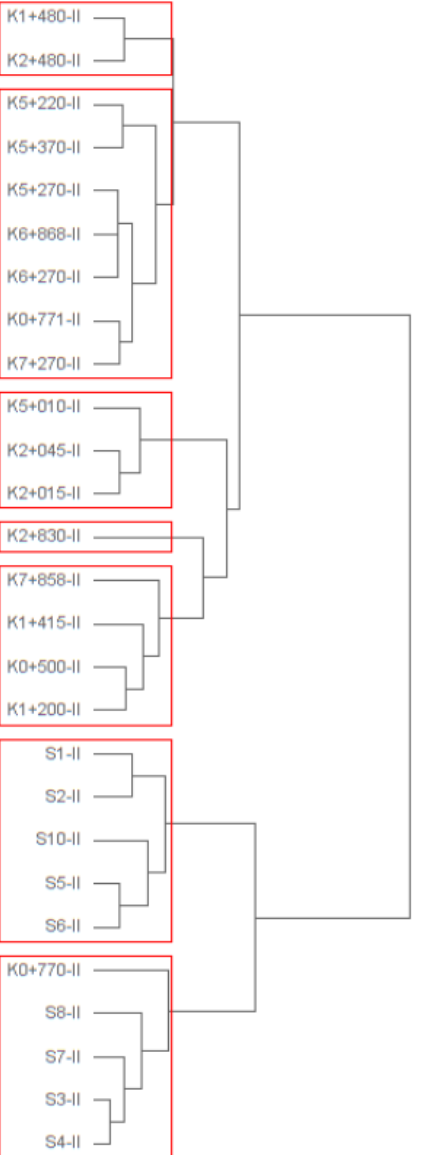 K1+480-II
K2+480-II
K5+220-II
K5+370-II
K5+270-II
K6+868-II
K6+270-II
K0+771-II
K7+270-II
K5+010-II
K2+045-II
K2+015-II
K2+830-II
K7+858-II
K1+415-II
K0+500-II
K1+200-II
S1-II
S2-II
S10-II
S5-II
S6-II
K0+770-II
S8-II
S7-II
S3-II
S4-II